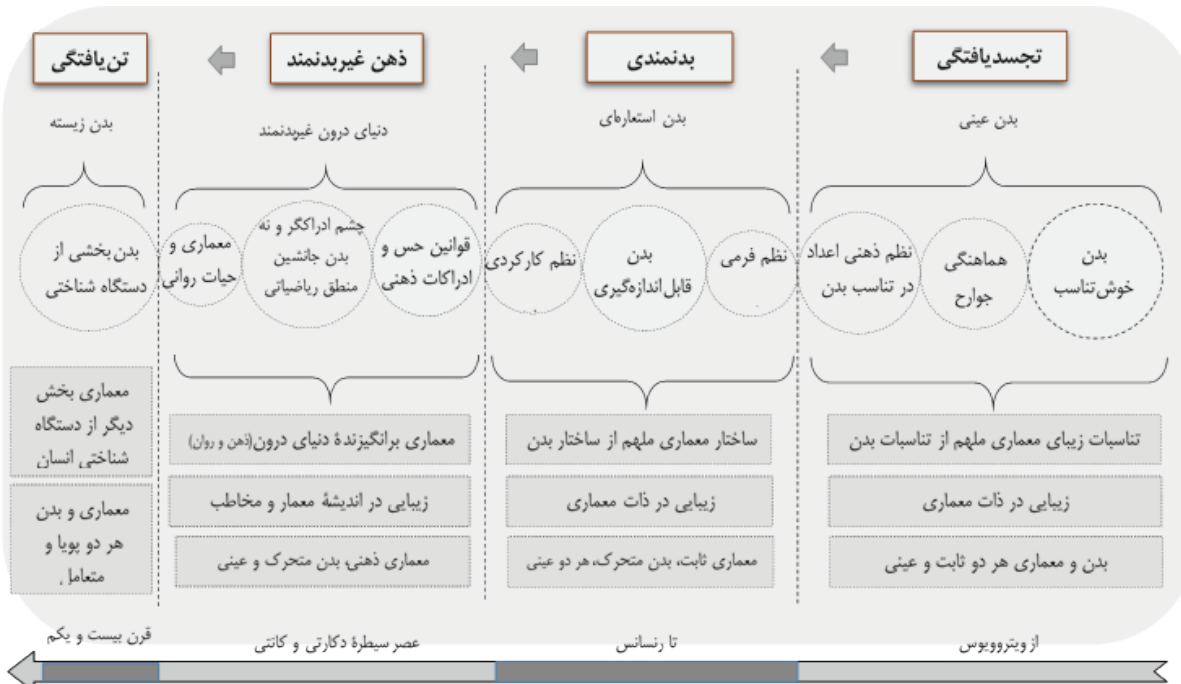 تجسدیافتگی
بدنمندی
ذهن غیربدنمند
تن‌یافتگی
بدن عینی
بدن استعاره‌ای
دنیای درون غیربدنمند
بدن زیسته
بدن
خوش‌تناسب
هماهنگی
جوارح
نظم ذهنی اعداد
در تناسب بدن
نظم فرمی
بدن
قابل‌اندازه‌گیری
نظم کارکردی
قوانین حس و
ادراکات ذهنی
چشم ادراکگر و نه
بدن جانشین
منطق ریاضیاتی
معماری و
حیات روانی
بدن بخشی از
دستگاه شناختی
تناسبات زیبای معماری ملهم از تناسبات بدن
زیبایی در ذات معماری
بدن و معماری هر دو ثابت و عینی
ساختار معماری ملهم از ساختار بدن
زیبایی در ذات معماری
معماری ثابت، بدن متحرک، هر دو عینی
معماری برانگیزندهٔ دنیای درون(ذهن و روان)
زیبایی در اندیشهٔ معمار و مخاطب
معماری ذهنی، بدن متحرک و عینی
معماری بخش
دیگر از دستگاه
شناختی انسان
معماری و بدن
هر دو پویا و
متعامل
از ویتروویوس
تا رنسانس
عصر سیطرهٔ دکارتی و کانتی
قرن بیست و یکم